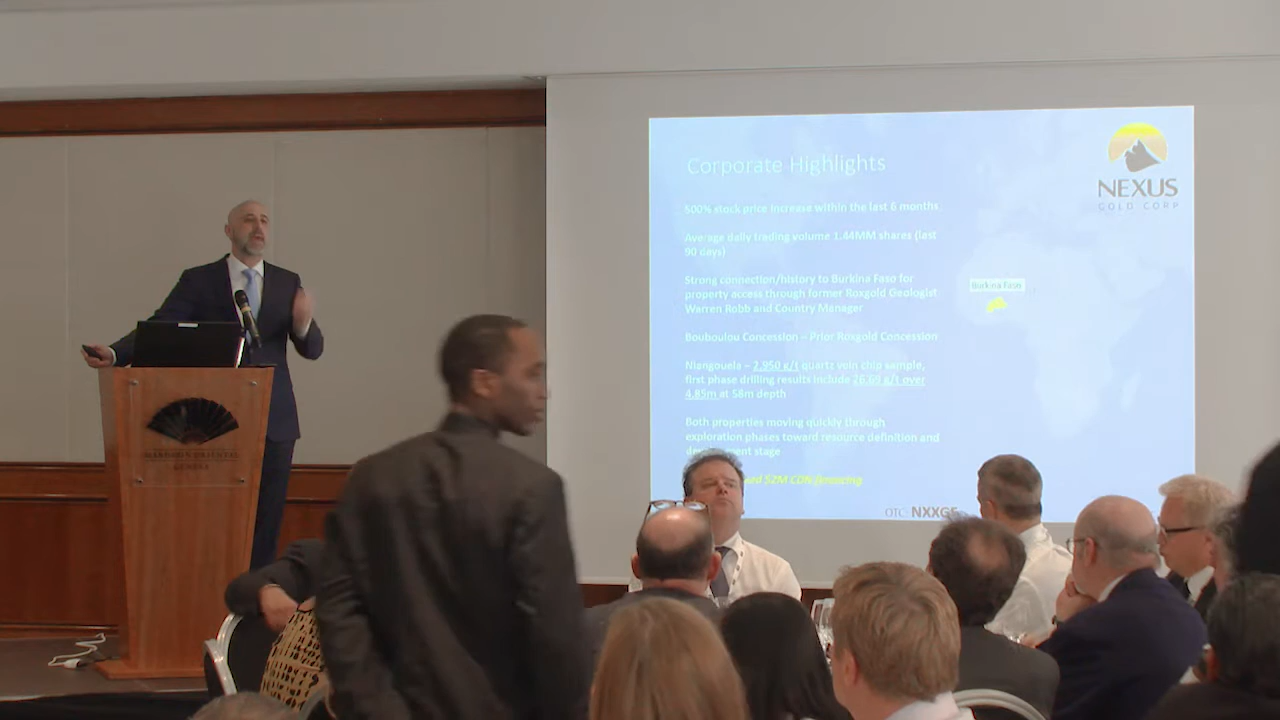 Corporate Highlights
NEXUS
GOLD CORP
500% stock price increase within the last 6 months
Average daily trading volume 1.44MM shares (last
90 days)
Strong connection/history to Burkina Faso for
property access through former Roxgold Geologist
Warren Robb and Country Manager
Burkina Faso
Bouboulou Concession – Prior Roxgold Concession
Niangouela – 2,950 g/t quartz vein chip sample,
first phase drilling results include 26.69 g/t over
4.85m at 58m depth
Both properties moving quickly through
exploration phases toward resource definition and
stage
$2M CDN financing
OTC: NXXGF
MANDARIN ORIENTAL
GENEVA